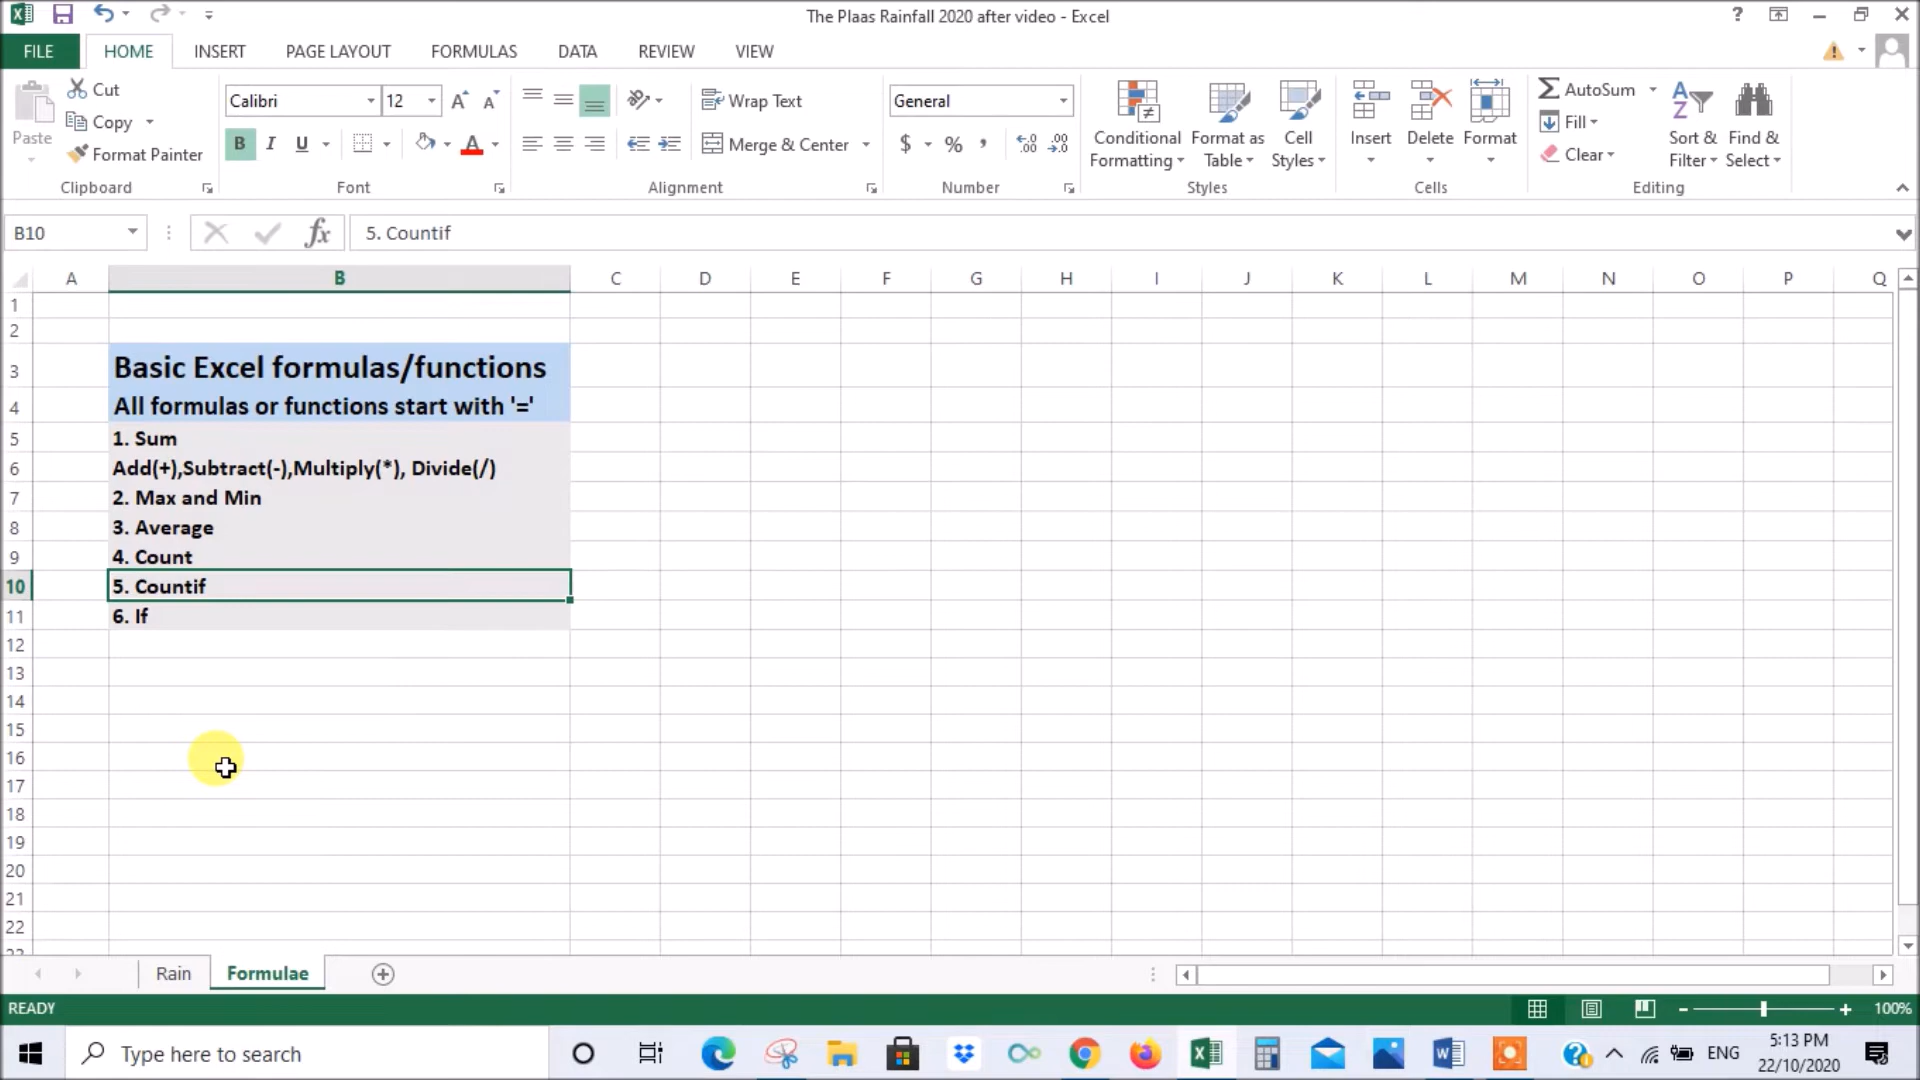 The Plaas Rainfall 2020 after video - Excel
?
FILE HOME INSERT PAGE LAYOUT FORMULAS DATA REVIEW VIEW
Paste
Cut
Copy
Format Painter
Clipboard
Calibri 12
B I U A
Font
Wrap Text
Merge & Center
Alignment
General
$ % ,
Number
Conditional Formatting
Format as Table
Cell Styles
Styles
Insert
Delete
Format
Cells
AutoSum
Fill
Clear
Sort & Filter
Find & Select
Editing
B10 fx 5. Countif
A B C D E F G H I J K L M N O P Q
1
2
3 Basic Excel formulas/functions
4 All formulas or functions start with '='
5 1. Sum
6 Add(+),Subtract(-),Multiply(*), Divide(/)
7 2. Max and Min
8 3. Average
9 4. Count
10 5. Countif
11 6. If
12
13
14
15
16
17
18
19
20
21
22
Rain Formulae
READY 100%
Type here to search
ENG
5:13 PM
22/10/2020